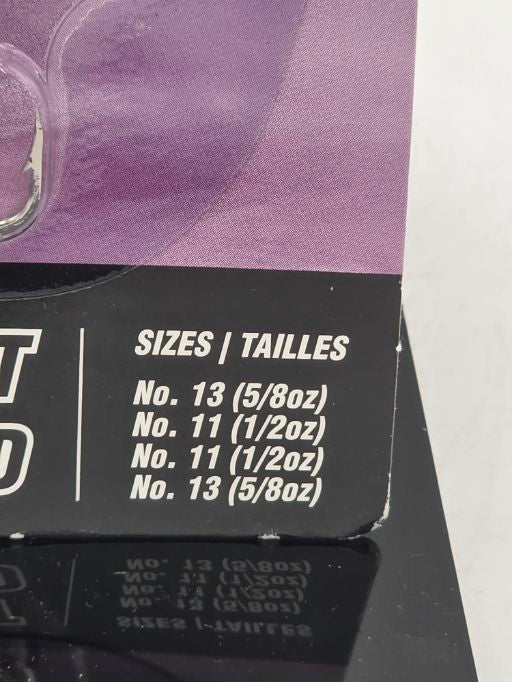 SIZES / TAILLES
No. 13 (5/8oz)
No. 11 (1/2oz)
No. 11 (1/2oz)
No. 13 (5/8oz)